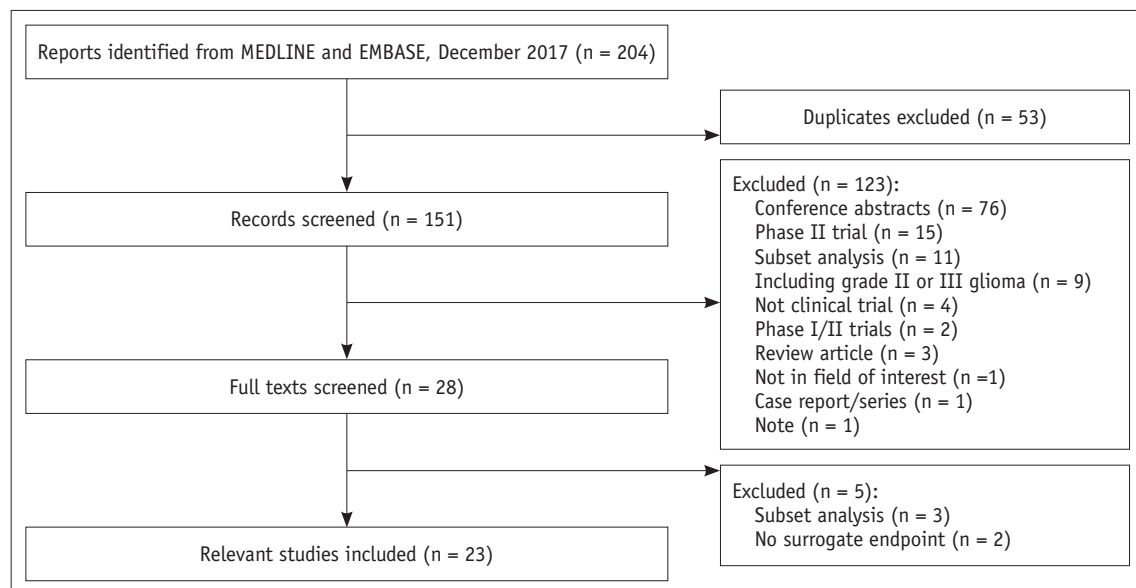 Reports identified from MEDLINE and EMBASE, December 2017 (n = 204)
Duplicates excluded (n = 53)
Records screened (n = 151)
Excluded (n = 123):
Conference abstracts (n = 76)
Phase II trial (n = 15)
Subset analysis (n = 11)
Including grade II or III glioma (n = 9)
Not clinical trial (n = 4)
Phase I/II trials (n = 2)
Review article (n = 3)
Not in field of interest (n =1)
Case report/series (n = 1)
Note (n = 1)
Full texts screened (n = 28)
Excluded (n = 5):
Subset analysis (n = 3)
No surrogate endpoint (n = 2)
Relevant studies included (n = 23)